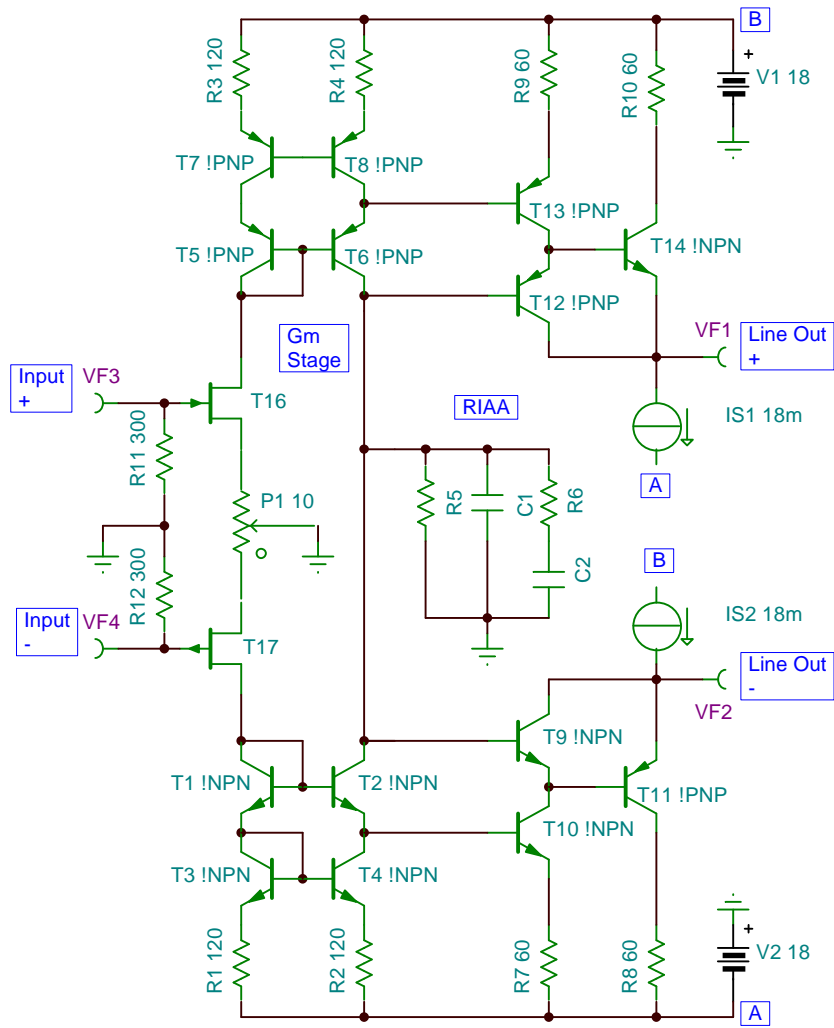 B
R3 120
R4 120
R9 60
R10 60
+
V1 18
T7 !PNP
T8 !PNP
T13 !PNP
T14 !NPN
T5 !PNP
T6 !PNP
T12 !PNP
VF1
Line Out
+
Gm
Stage
Input
+
VF3
T16
RIAA
IS1 18m
A
R11 300
P1 10
R5
C1
R6
C2
R12 300
B
IS2 18m
Input
-
VF4
T17
Line Out
-
VF2
T9 !NPN
T1 !NPN
T2 !NPN
T11 !PNP
T10 !NPN
T3 !NPN
T4 !NPN
+
V2 18
R1 120
R2 120
R7 60
R8 60
A